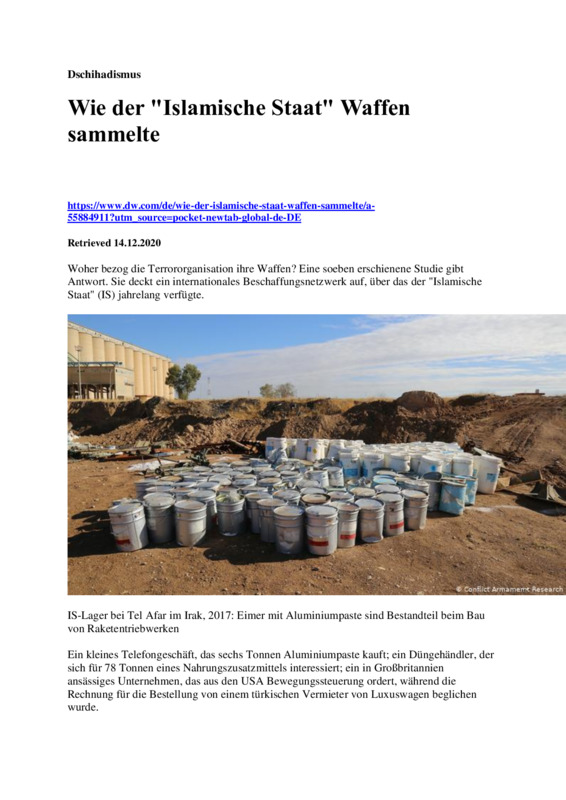 Dschihadismus
Wie der "Islamische Staat" Waffen
sammelte
https://www.dw.com/de/wie-der-islamische-staat-waffen-sammelte/a-
55884911?utm_source=pocket-newtab-global-de-DE
Retrieved 14.12.2020
Woher bezog die Terrororganisation ihre Waffen? Eine soeben erschienene Studie gibt
Antwort. Sie deckt ein internationales Beschaffungsnetzwerk auf, über das der "Islamische
Staat" (IS) jahrelang verfügte.
© Conflict Armamemt Research
IS-Lager bei Tel Afar im Irak, 2017: Eimer mit Aluminiumpaste sind Bestandteil beim Bau
von Raketentriebwerken
Ein kleines Telefongeschäft, das sechs Tonnen Aluminiumpaste kauft; ein Düngehändler, der
sich für 78 Tonnen eines Nahrungszusatzmittels interessiert; ein in Großbritannien
ansässiges Unternehmen, das aus den USA Bewegungssteuerung ordert, während die
Rechnung für die Bestellung von einem türkischen Vermieter von Luxuswagen beglichen
wurde.